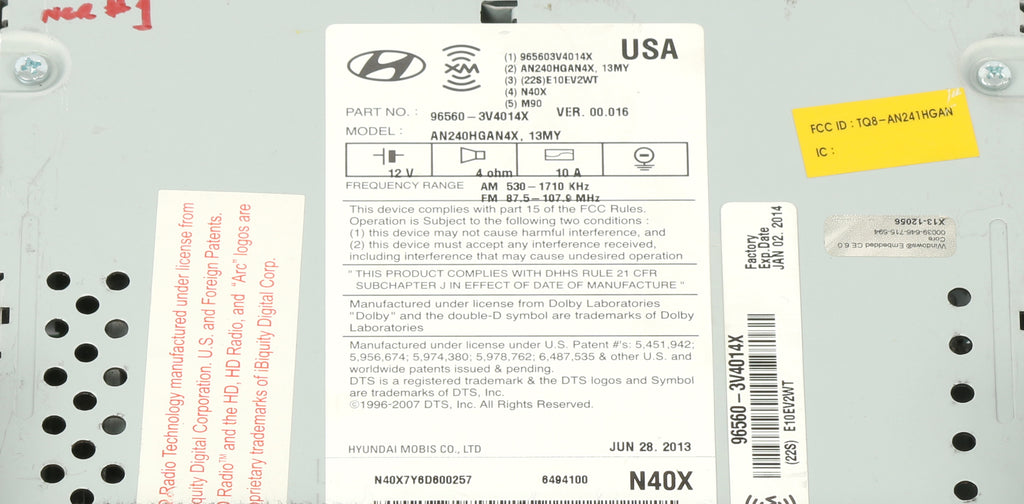 NCR #1
USA
XM
(1) 965603V4014X
(2) AN240HGAN4X, 13MY
(3) (22S)E10EV2WT
(4) N40X
(5) M90
PART NO. : 96560-3V4014X VER. 00.016
MODEL : AN240HGAN4X, 13MY
12 V 4 ohm 10 A
FREQUENCY RANGE AM 530-1710 KHz
FM 87.5-107.9 MHz
This device complies with part 15 of the FCC Rules.
Operation is Subject to the following two conditions :
(1) this device may not cause harmful interference, and
(2) this device must accept any interference received,
including interference that may cause undesired operation
" THIS PRODUCT COMPLIES WITH DHHS RULE 21 CFR
SUBCHAPTER J IN EFFECT OF DATE OF MANUFACTURE "
Manufactured under license from Dolby Laboratories
"Dolby" and the double-D symbol are trademarks of Dolby
Laboratories
Manufactured under license under U.S. Patent #'s: 5,451,942;
5,956,674; 5,974,380; 5,978,762; 6,487,535 & other U.S. and
worldwide patents issued & pending.
DTS is a registered trademark & the DTS logos and Symbol
are trademarks of DTS, Inc.
©1996-2007 DTS, Inc. All Rights Reserved.
HYUNDAI MOBIS CO., LTD JUN 28. 2013
N40X7Y6D600257 6494100 N40X
Radio Technology manufactured under license from
quity Digital Corporation. U.S. and Foreign Patents.
Radio™ and the HD, HD Radio, and "Arc" logos are
prietary trademarks of iBiquity Digital Corp.
FCC ID : TQ8-AN241HGAN
IC :
Factory
Exp.Date
JAN 02. 2014
96560-3V4014X
(22S) E10EV2WT
Windows® Embedded CE 6.0
Core
00039-646-715-594
X13-12056